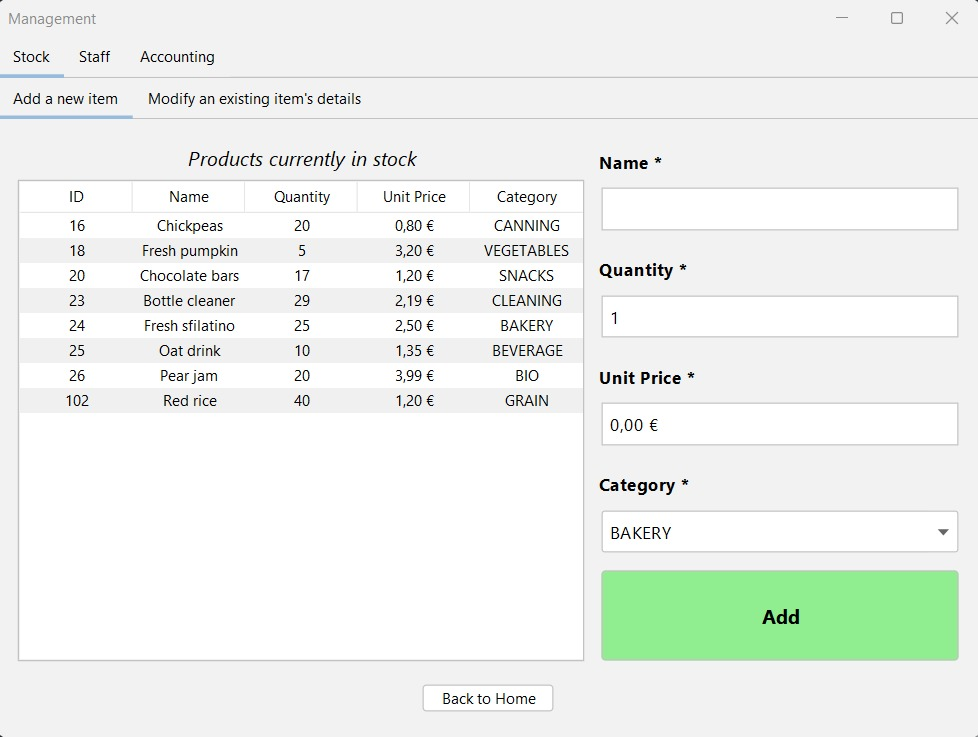 Management
Stock Staff Accounting
Add a new item Modify an existing item's details
Products currently in stock
ID Name Quantity Unit Price Category
16 Chickpeas 20 0,80 € CANNING
18 Fresh pumpkin 5 3,20 € VEGETABLES
20 Chocolate bars 17 1,20 € SNACKS
23 Bottle cleaner 29 2,19 € CLEANING
24 Fresh sfilatino 25 2,50 € BAKERY
25 Oat drink 10 1,35 € BEVERAGE
26 Pear jam 20 3,99 € BIO
102 Red rice 40 1,20 € GRAIN
Name *
Quantity *
1
Unit Price *
0,00 €
Category *
BAKERY
Add
Back to Home